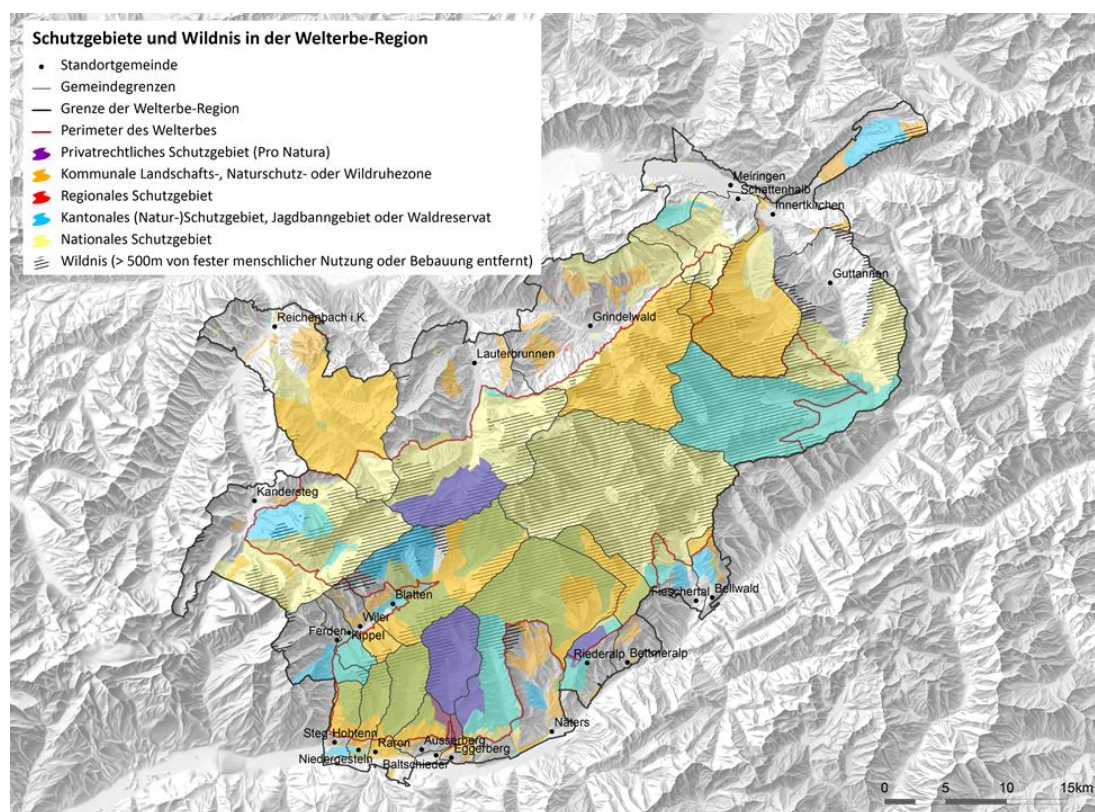 Schutzgebiete und Wildnis in der Welterbe-Region
Standortgemeinde
Gemeindegrenzen
Grenze der Welterbe-Region
Perimeter des Welterbes
Privatrechtliches Schutzgebiet (Pro Natura)
Kommunale Landschafts-, Naturschutz- oder Wildruhezone
Regionales Schutzgebiet
Kantonales (Natur-)Schutzgebiet, Jagdbanngebiet oder Waldreservat
Nationales Schutzgebiet
Wildnis (> 500m von fester menschlicher Nutzung oder Bebauung entfernt)
Meiringen
Schattenhalb
Innertkirchen
Guttannen
Reichenbach i.K.
Grindelwald
Lauterbrunnen
Kandersteg
Blatten
Fieschertal
Bellwald
Wiler
Ferden
Kippel
Riederalp
Bettmeralp
Naters
Steg-Hohtenn
Raron
Ausserberg
Eggerberg
Niedergesteln
Baltschieder
0 5 10 15km